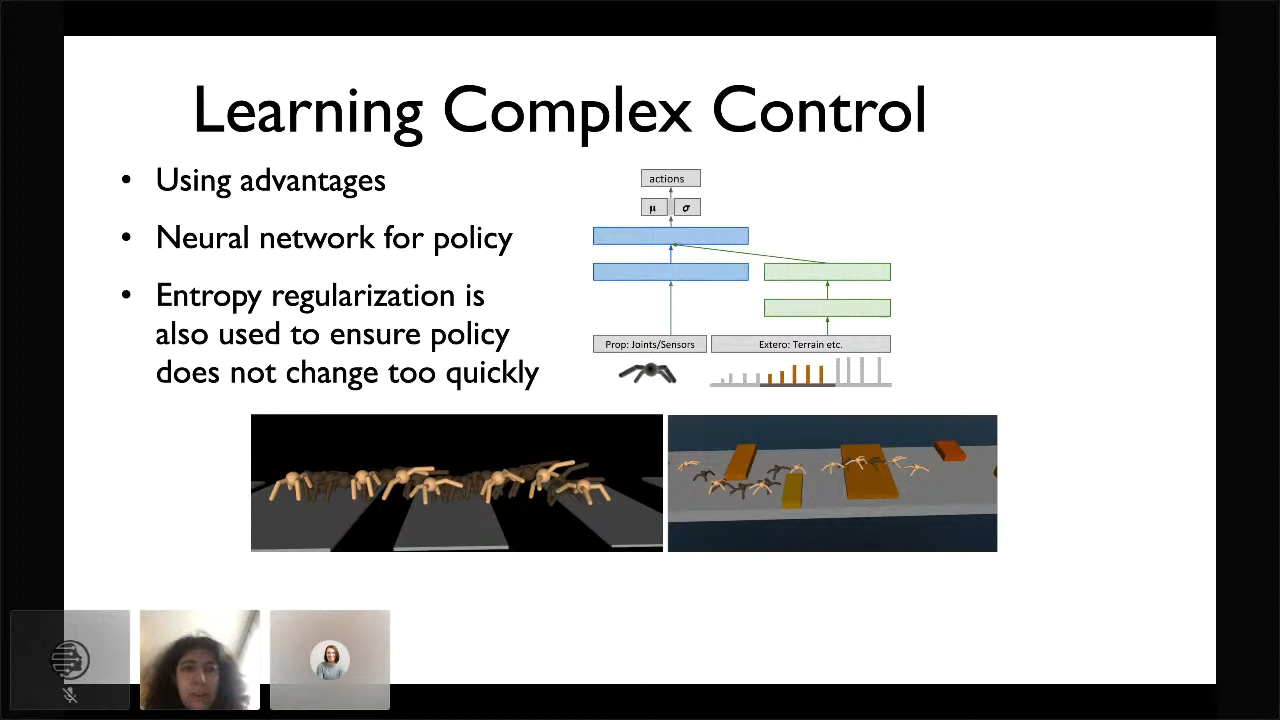 Learning Complex Control
• Using advantages
• Neural network for policy
• Entropy regularization is
also used to ensure policy
does not change too quickly
actions
μ σ
Prop: Joints/Sensors
Extero: Terrain etc.